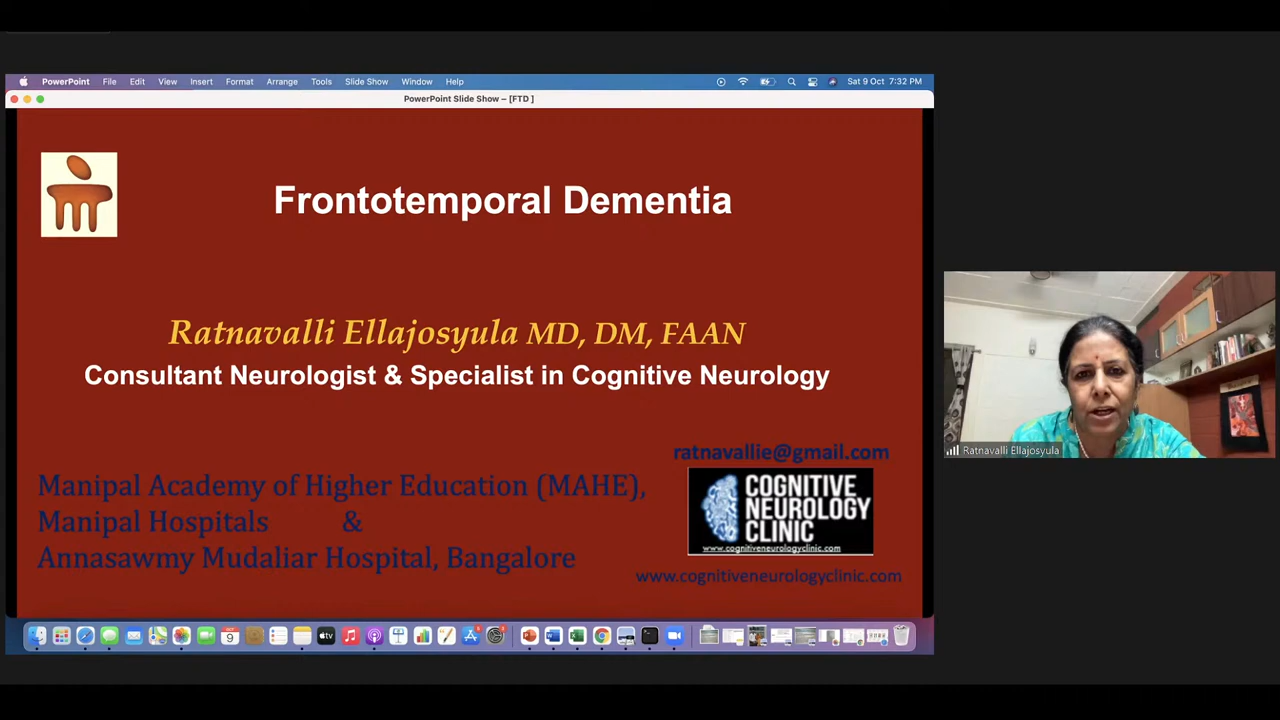 PowerPoint File Edit View Insert Format Arrange Tools Slide Show Window Help Sat 9 Oct 7:32 PM
PowerPoint Slide Show – [FTD ]
Frontotemporal Dementia
Ratnavalli Ellajosyula MD, DM, FAAN
Consultant Neurologist & Specialist in Cognitive Neurology
ratnavallie@gmail.com
Manipal Academy of Higher Education (MAHE),
Manipal Hospitals &
Annasawmy Mudaliar Hospital, Bangalore
COGNITIVE
NEUROLOGY
CLINIC
www.cognitiveneurologyclinic.com
www.cognitiveneurologyclinic.com
Ratnavalli Ellajosyula
OCT
9
tv